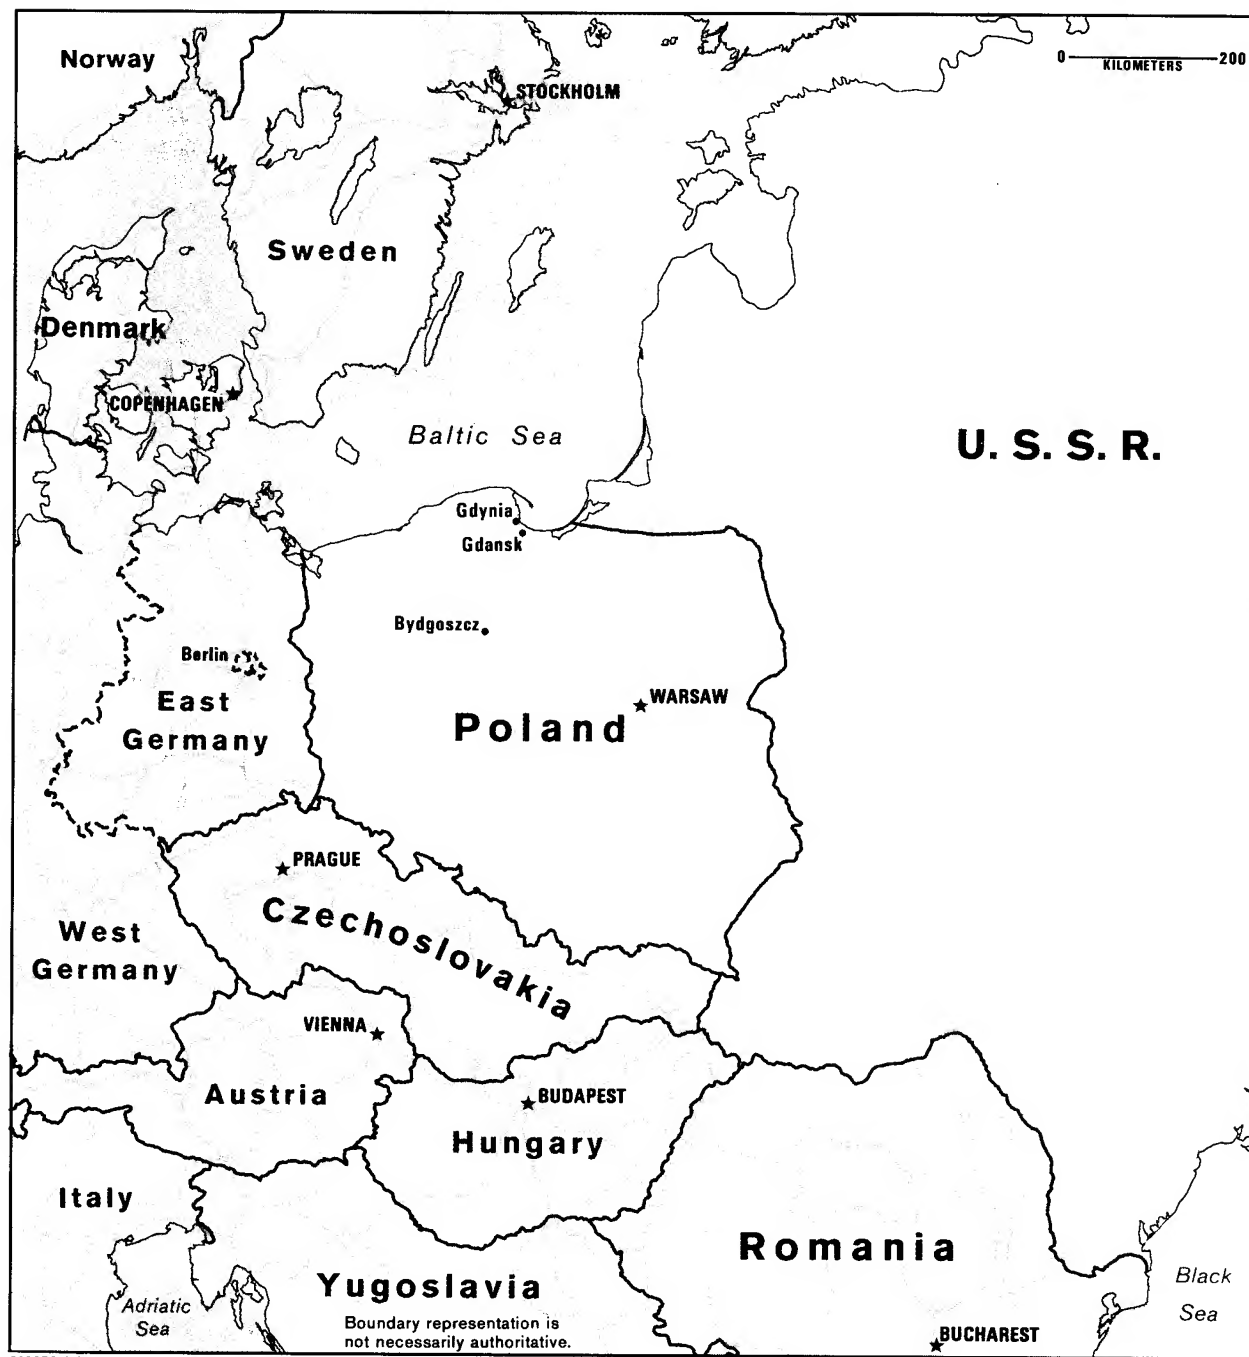 Norway
0 KILOMETERS 200
STOCKHOLM
Sweden
Denmark
COPENHAGEN
Baltic Sea
U. S. S. R.
Gdynia
Gdansk
Bydgoszcz
Berlin
WARSAW
East
Germany
Poland
PRAGUE
Czechoslovakia
West
Germany
VIENNA
Austria
BUDAPEST
Hungary
Italy
Romania
Yugoslavia
Black
Sea
Adriatic
Sea
Boundary representation is
not necessarily authoritative.
BUCHAREST